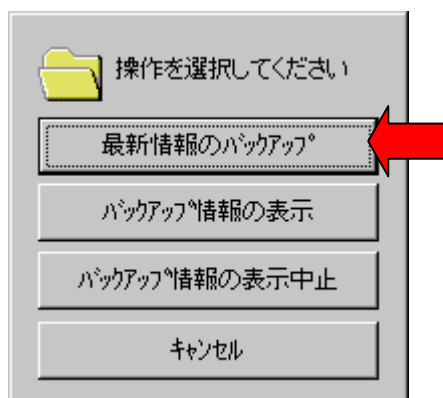 操作を選択してください
最新情報のﾊﾞｯｸｱｯﾌﾟ
ﾊﾞｯｸｱｯﾌﾟ情報の表示
ﾊﾞｯｸｱｯﾌﾟ情報の表示中止
ｷｬﾝｾﾙ